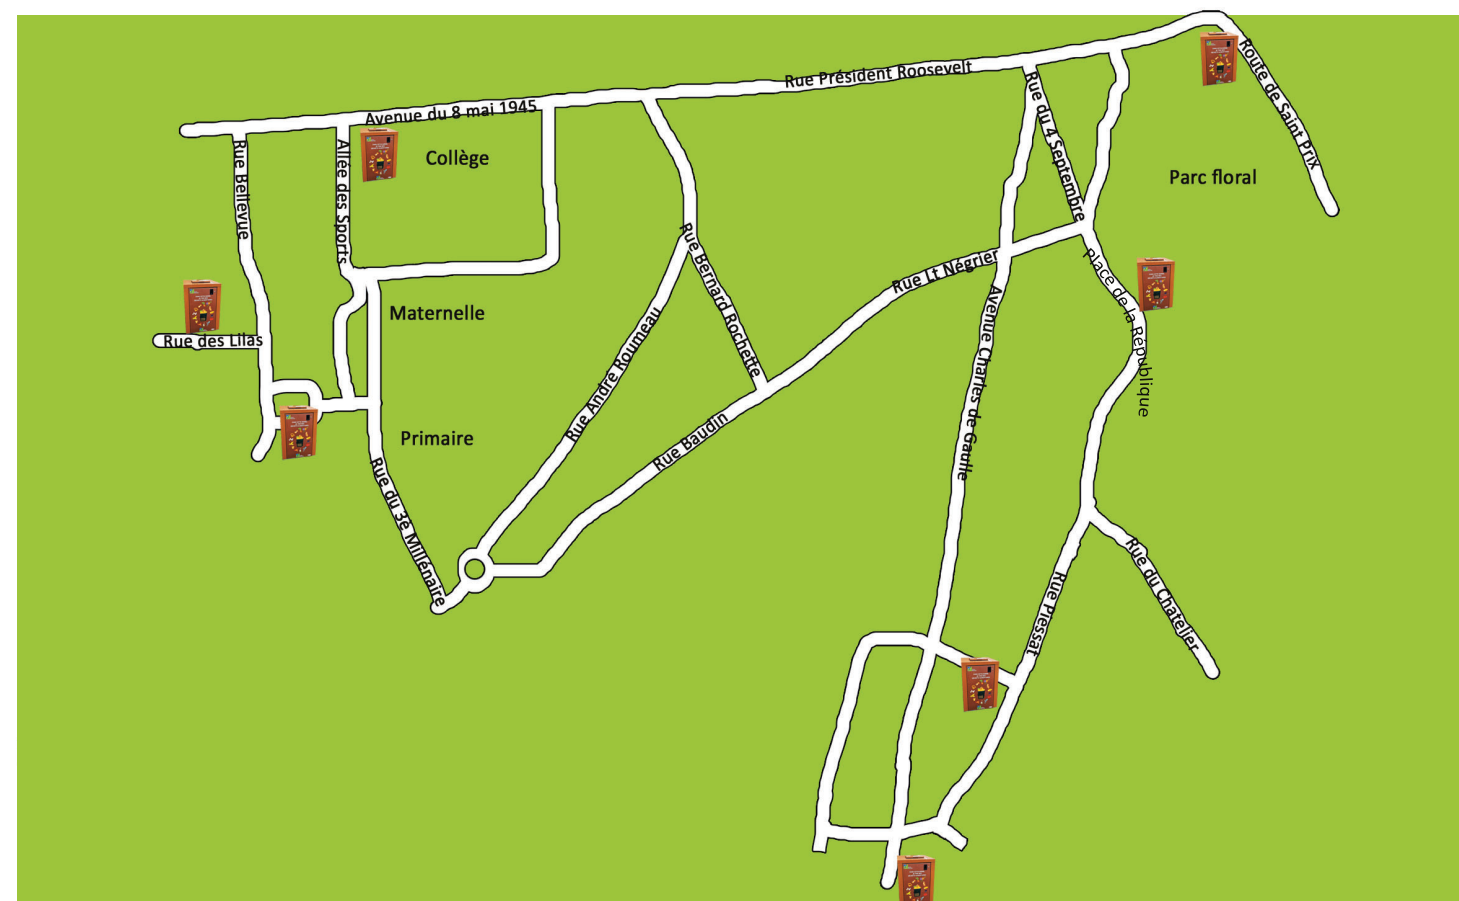 Rue Président Roosevelt
Avenue du 8 mai 1945
Route de Saint Prix
Rue Bellevue
Allée des Sports
Collège
Rue du 4 Septembre
Parc floral
Rue Bernard Rochette
Rue Lt Négrier
Place de la République
Rue des Lilas
Maternelle
Rue André Roumeau
Avenue Charles de Gaulle
Primaire
Rue Baudin
Rue du 3é Millénaire
Rue Piessat
Rue du Chatelier